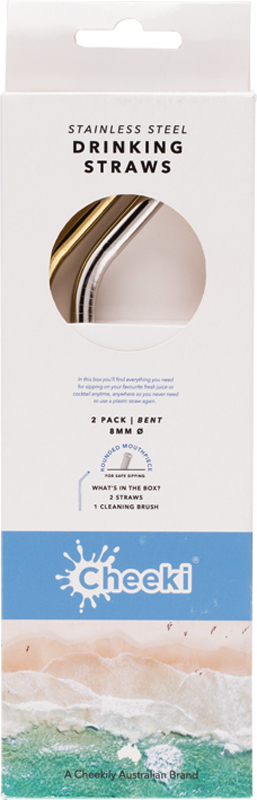 STAINLESS STEEL
DRINKING
STRAWS
In this box you'll find everything you need
for sipping on your favourite fresh juice or
cocktail anytime, anywhere so you never need
to use a plastic straw again.
2 PACK | BENT
8MM Ø
ROUNDED MOUTHPIECE
FOR SAFE SIPPING
WHAT'S IN THE BOX?
2 STRAWS
1 CLEANING BRUSH
Cheeki®
A Cheekily Australian Brand